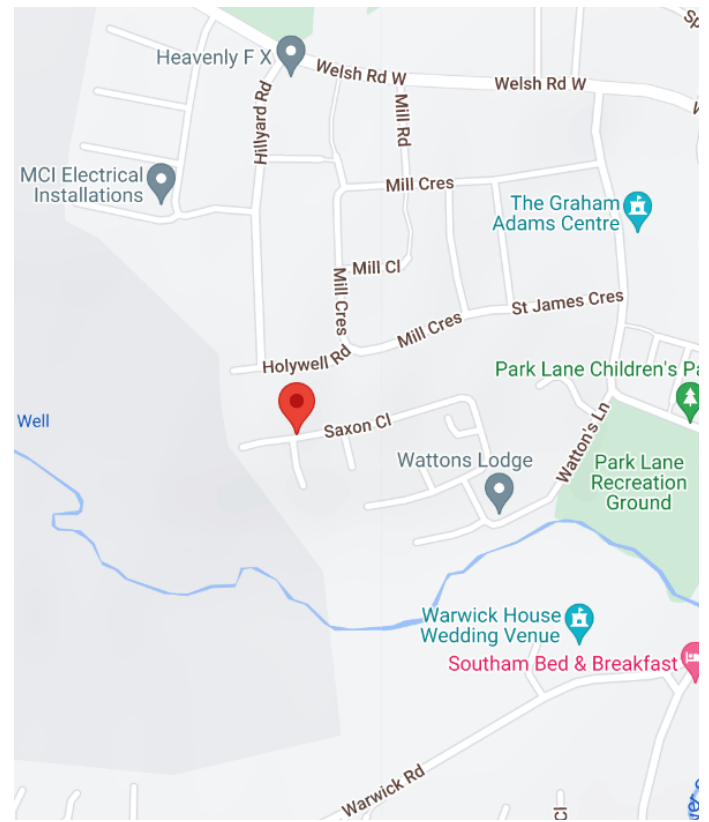 Sp
Heavenly F X
Welsh Rd W
Welsh Rd W
W
Hillyard Rd
Mill Rd
MCI Electrical
Installations
Mill Cres
The Graham
Adams Centre
Mill Cl
Mill Cres
St James Cres
Mill Cres
Holywell Rd
Park Lane Children's Pa
Well
Saxon Cl
Watton's Ln
Wattons Lodge
Park Lane
Recreation
Ground
Warwick House
Wedding Venue
Southam Bed & Breakfast
Warwick Rd
Cl